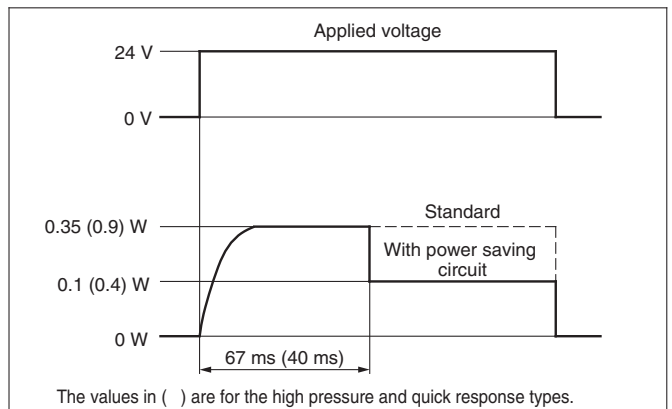 Applied voltage
24 V
0 V
0.35 (0.9) W
Standard
With power saving
circuit
0.1 (0.4) W
0 W
67 ms (40 ms)
The values in ( ) are for the high pressure and quick response types.